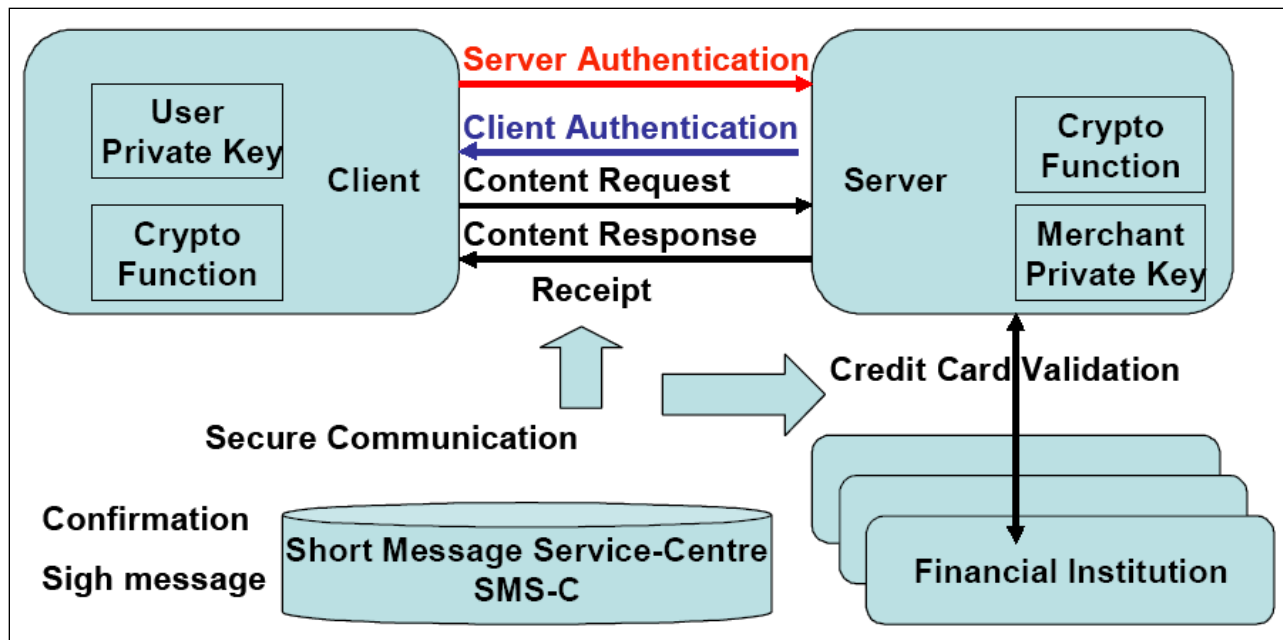 Server Authentication
User
Private Key
Client Authentication
Crypto
Function
Client
Content Request
Server
Crypto
Function
Content Response
Merchant
Private Key
Receipt
Credit Card Validation
Secure Communication
Confirmation
Sigh message
Short Message Service-Centre
SMS-C
Financial Institution